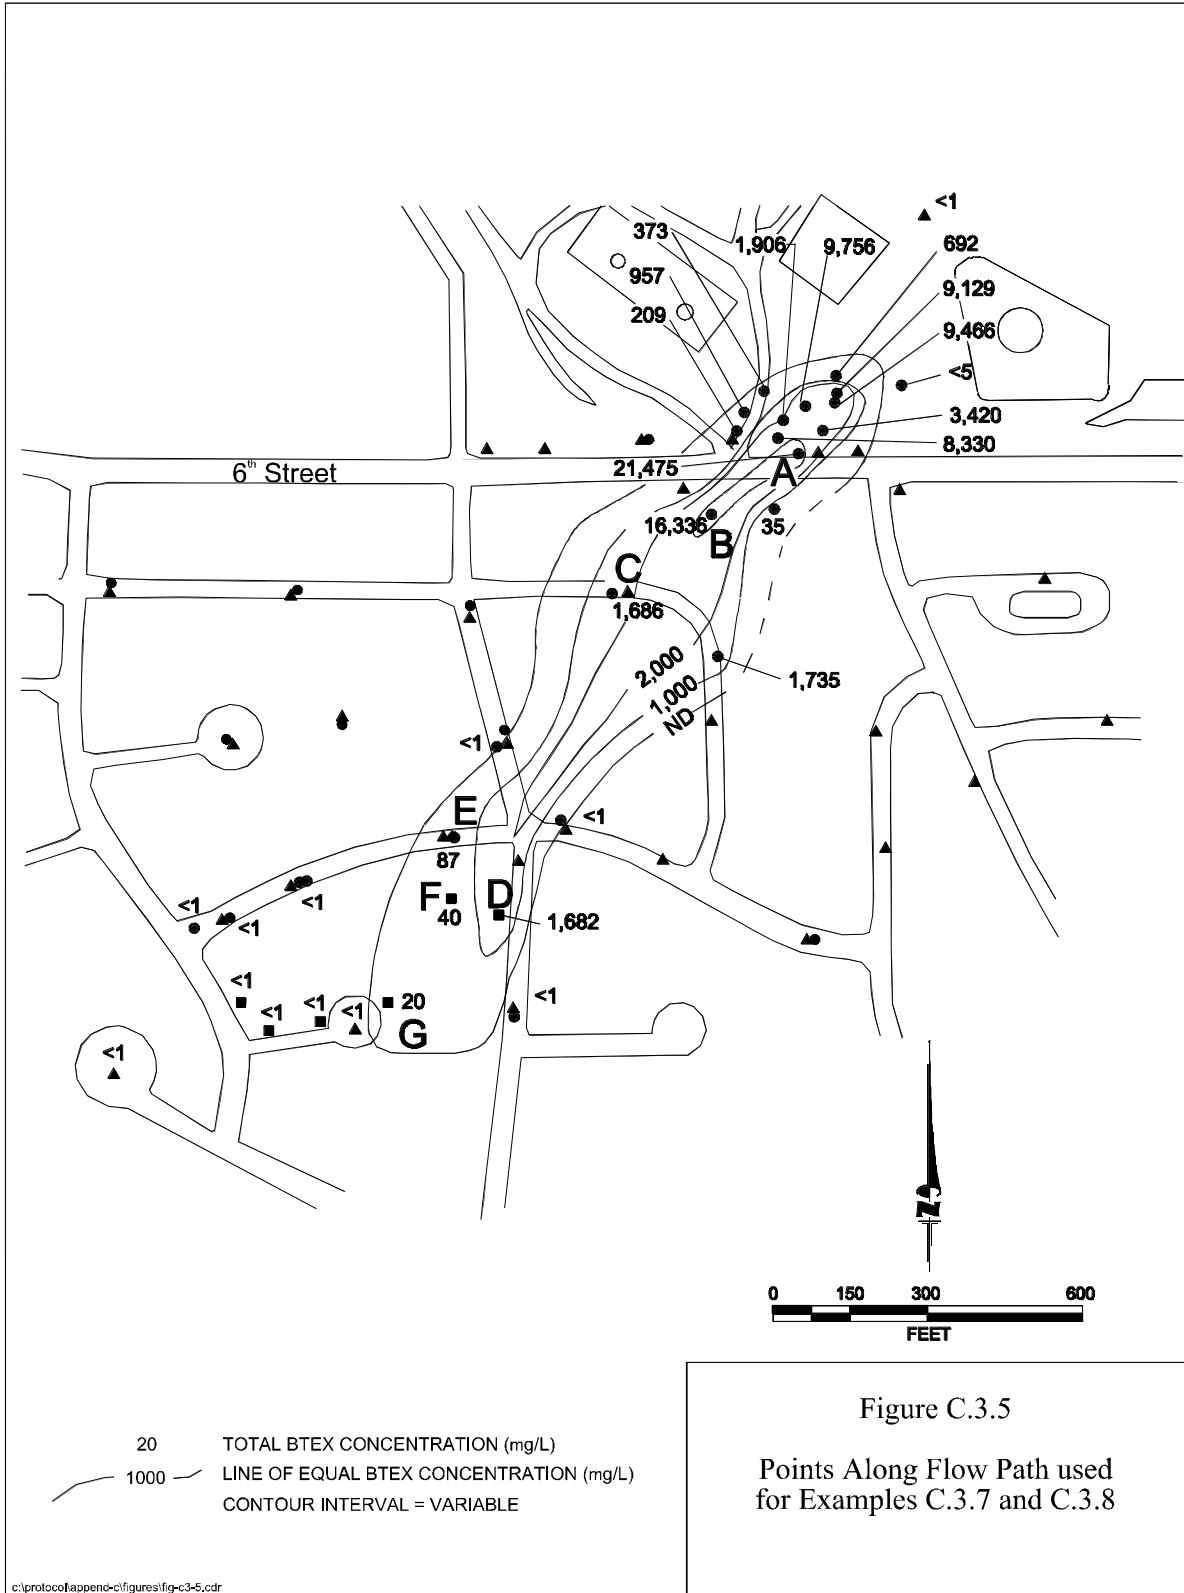 <1
373
1,906
9,756
692
957
9,129
209
9,466
<5
3,420
8,330
6th Street
21,475
A
16,336
B
35
C
1,686
2,000
1,000
ND
1,735
<1
E
<1
87
F
D
40
1,682
<1
<1
<1
<1
<1
<1
<1
20
<1
G
<1
N
0 150 300 600
FEET
Figure C.3.5
Points Along Flow Path used
for Examples C.3.7 and C.3.8
20 TOTAL BTEX CONCENTRATION (mg/L)
1000 LINE OF EQUAL BTEX CONCENTRATION (mg/L)
CONTOUR INTERVAL = VARIABLE
c:\protocol\append-c\figures\fig-c3-5.cdr